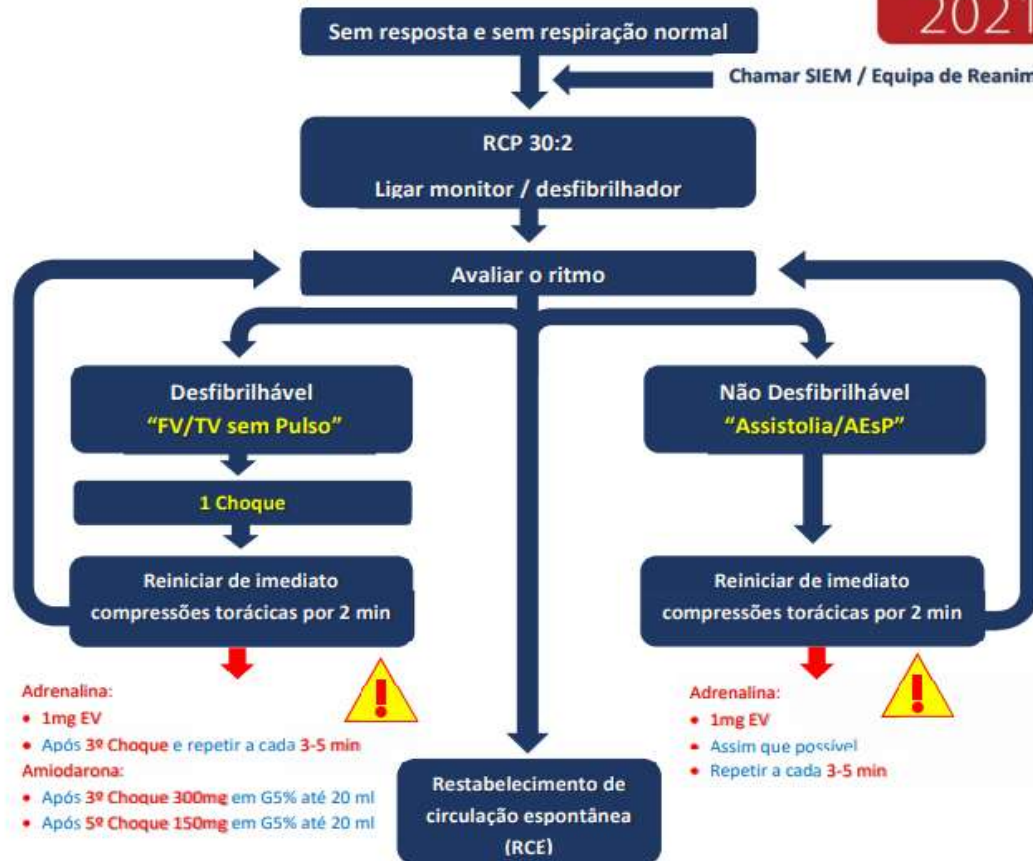 2021
Sem resposta e sem respiração normal
Chamar SIEM / Equipa de
RCP 30:2
Ligar monitor / desfibrilhador
Avaliar o ritmo
Desfibrilhável
“FV/TV sem Pulso”
Não Desfibrilhável
“Assistolia/AEsP”
1 Choque
Reiniciar de imediato
compressões torácicas por 2 min
Reiniciar de imediato
compressões torácicas por 2 min
Adrenalina:
• 1mg EV
• Após 3º Choque e repetir a cada 3-5 min
Amiodarona:
• Após 3º Choque 300mg em G5% até 20 ml
• Após 5º Choque 150mg em G5% até 20 ml
Adrenalina:
• 1mg EV
• Assim que possível
• Repetir a cada 3-5 min
Restabelecimento de
circulação espontânea
(RCE)